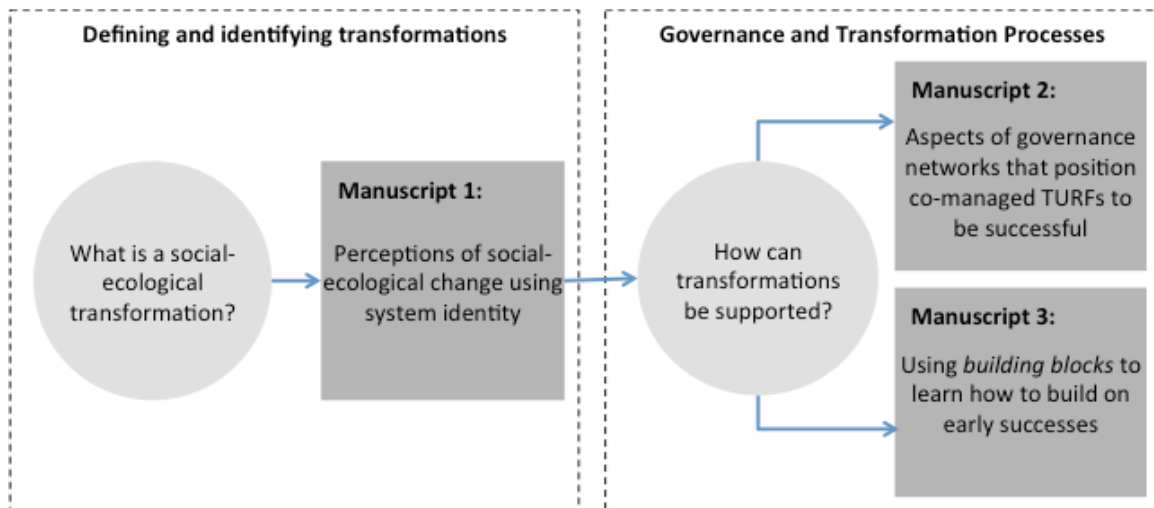 Defining and identifying transformations
What is a social-
ecological
transformation?
Manuscript 1:
Perceptions of social-
ecological change using
system identity
Governance and Transformation Processes
How can
transformations
be supported?
Manuscript 2:
Aspects of governance
networks that position
co-managed TURFs to
be successful
Manuscript 3:
Using building blocks to
learn how to build on
early successes